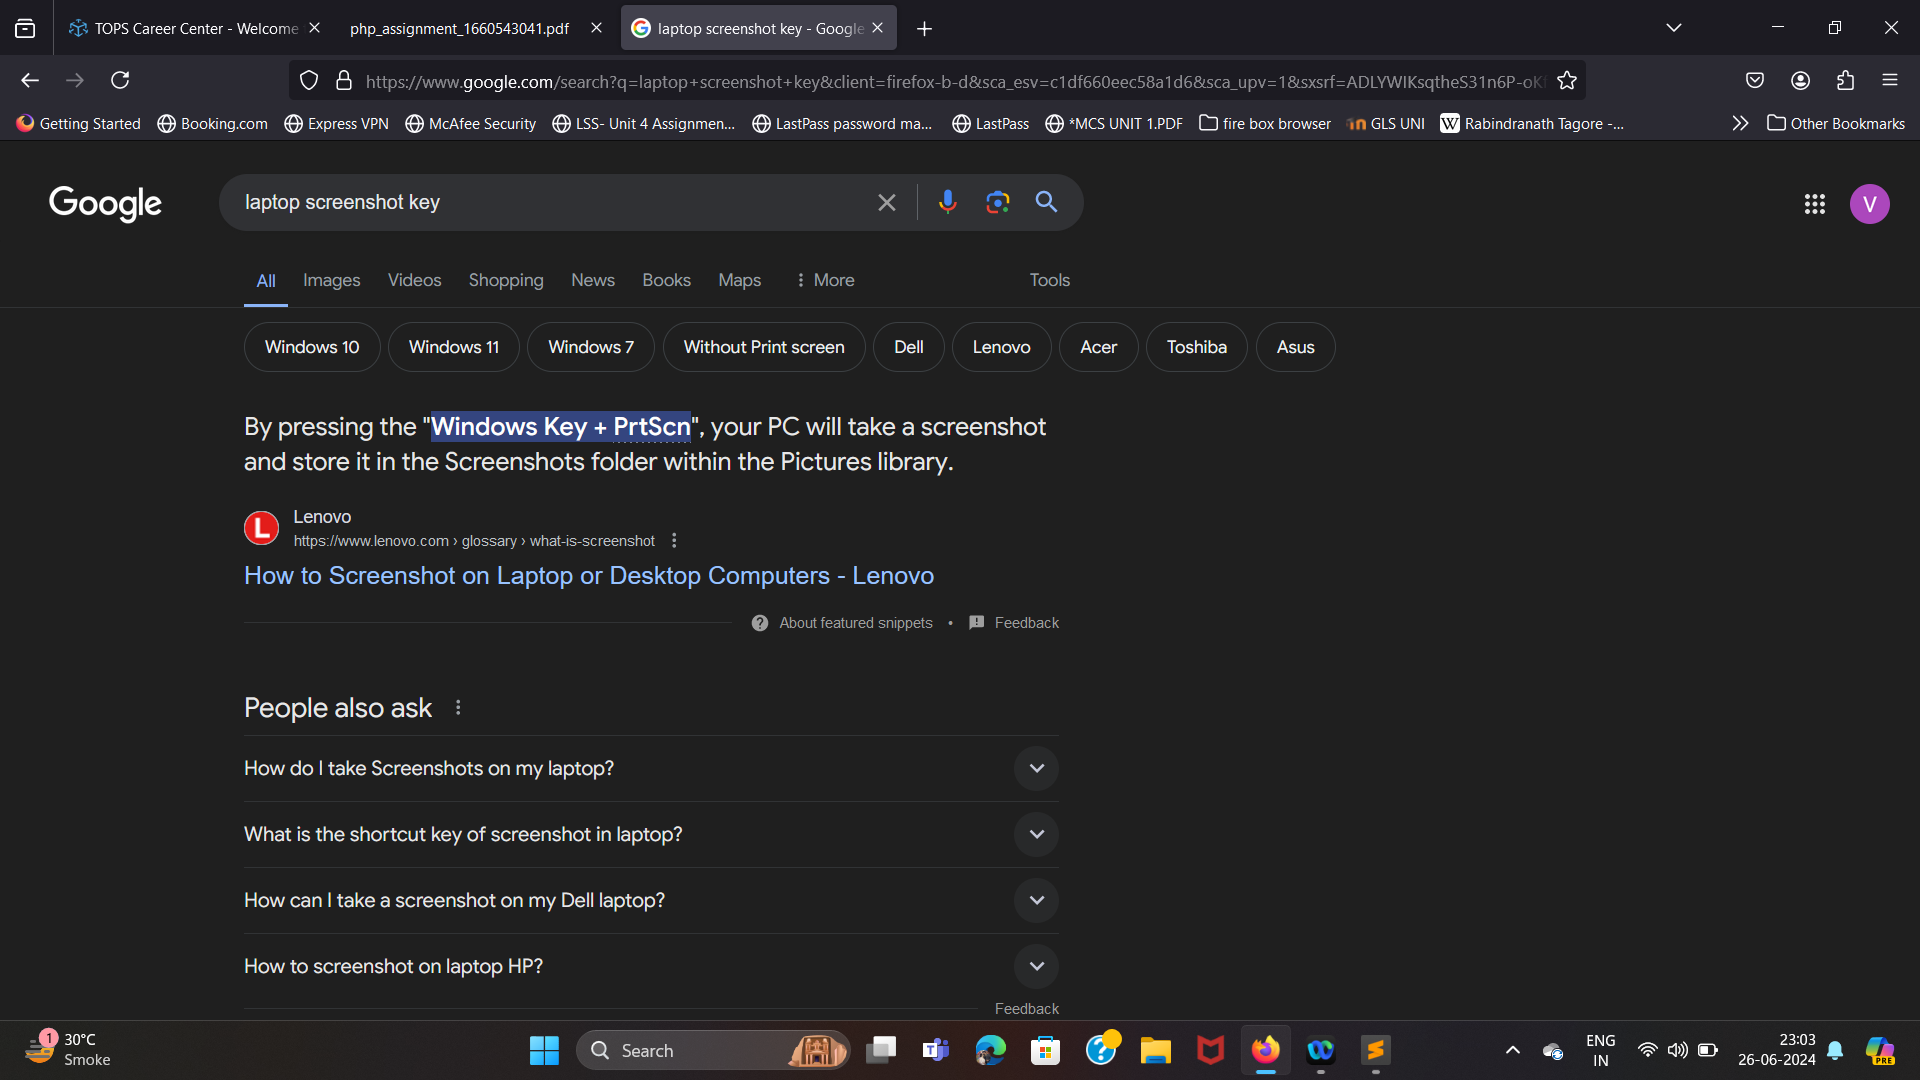 TOPS Career Center - Welcome
php_assignment_1660543041.pdf
laptop screenshot key - Google
https://www.google.com/search?q=laptop+screenshot+key&client=firefox-b-d&sca_esv=c1df660eec58a1d6&sca_upv=1&sxsrf=ADLYWIKsqtheS31n6P-oKf
Getting Started
Booking.com
Express VPN
McAfee Security
LSS- Unit 4 Assignmen...
LastPass password ma...
LastPass
*MCS UNIT 1.PDF
fire box browser
GLS UNI
W Rabindranath Tagore -...
Other Bookmarks
Google
laptop screenshot key
V
All
Images
Videos
Shopping
News
Books
Maps
More
Tools
Windows 10
Windows 11
Windows 7
Without Print screen
Dell
Lenovo
Acer
Toshiba
Asus
By pressing the "Windows Key + PrtScn", your PC will take a screenshot
and store it in the Screenshots folder within the Pictures library.
L
Lenovo
https://www.lenovo.com › glossary › what-is-screenshot
How to Screenshot on Laptop or Desktop Computers - Lenovo
About featured snippets • Feedback
People also ask
How do I take Screenshots on my laptop?
What is the shortcut key of screenshot in laptop?
How can I take a screenshot on my Dell laptop?
How to screenshot on laptop HP?
Feedback
1
30°C
Smoke
Search
ENG
IN
23:03
26-06-2024
PRE